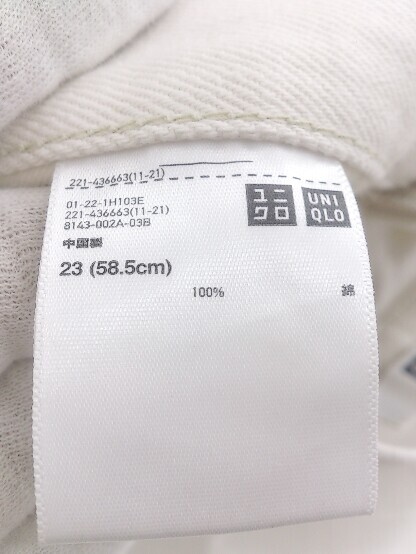 221-436663(11-21)
ユニ
クロ
UNI
QLO
01-22-1H103E
221-436663(11-21)
8143-002A-03B
中国製
23 (58.5cm)
100% 綿